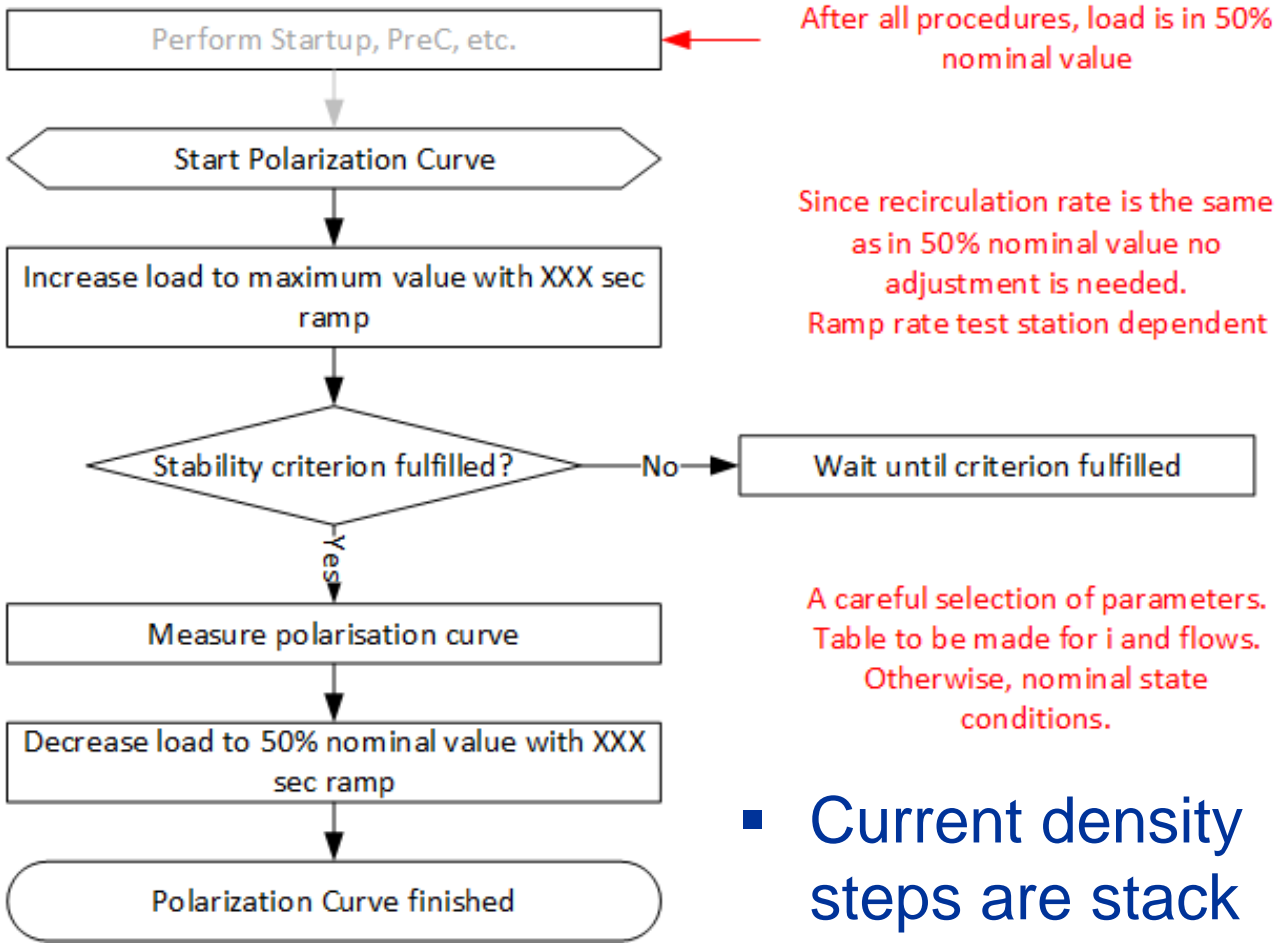 Perform Startup, PreC, etc.
After all procedures, load is in 50%
nominal value
Start Polarization Curve
Increase load to maximum value with XXX sec
ramp
Since recirculation rate is the same
as in 50% nominal value no
adjustment is needed.
Ramp rate test station dependent
Stability criterion fulfilled?
No
Wait until criterion fulfilled
Yes
Measure polarisation curve
A careful selection of parameters.
Table to be made for i and flows.
Otherwise, nominal state
conditions.
Decrease load to 50% nominal value with XXX
sec ramp
Polarization Curve finished
▪ Current density
steps are stack